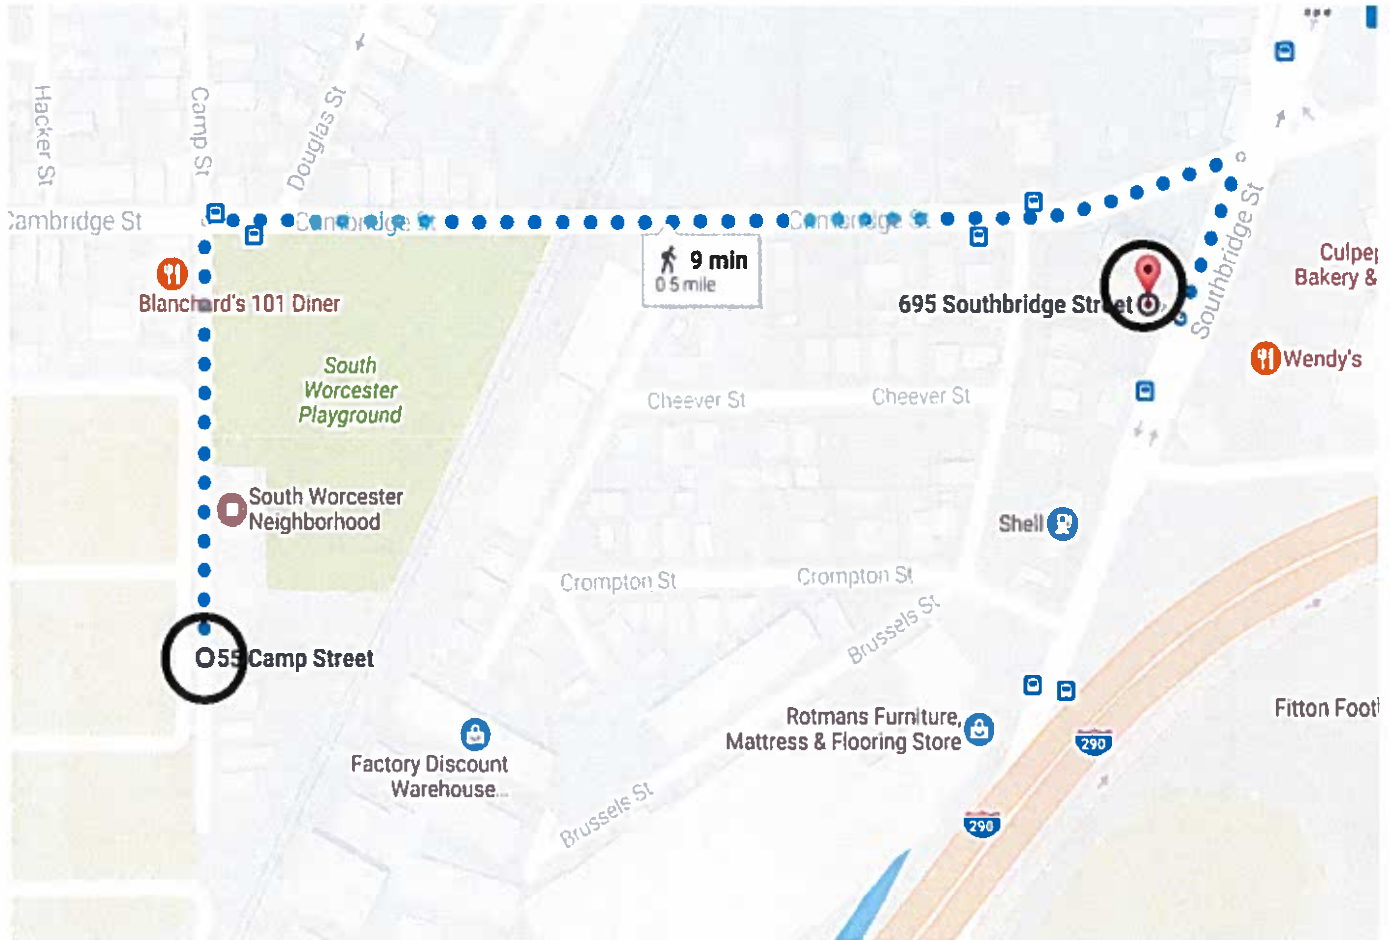 Hacker St
Camp St
Douglas St
Cambridge St
Cambridge St
Cambridge St
Southbridge St
Culpe
Bakery &
9 min
0.5 mile
Blanchard's 101 Diner
695 Southbridge Street
Wendy's
South
Worcester
Playground
Cheever St
Cheever St
South Worcester
Neighborhood
Shell
Crompton St
Crompton St
Brussels St
55 Camp Street
Rotmans Furniture,
Mattress & Flooring Store
Fitton Foot
290
Factory Discount
Warehouse...
Brussels St
290